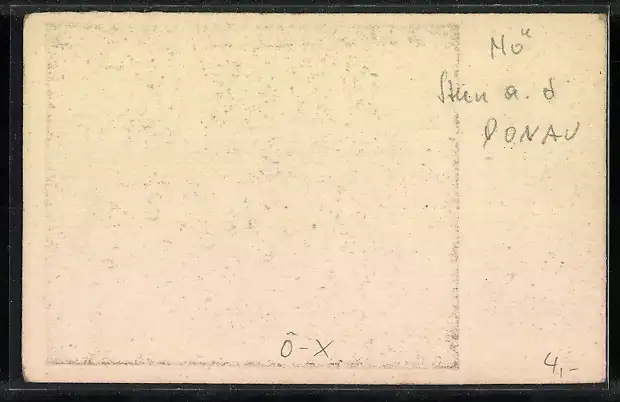 NÖ
Stein a. d
DONAU
Ö-X
4,-